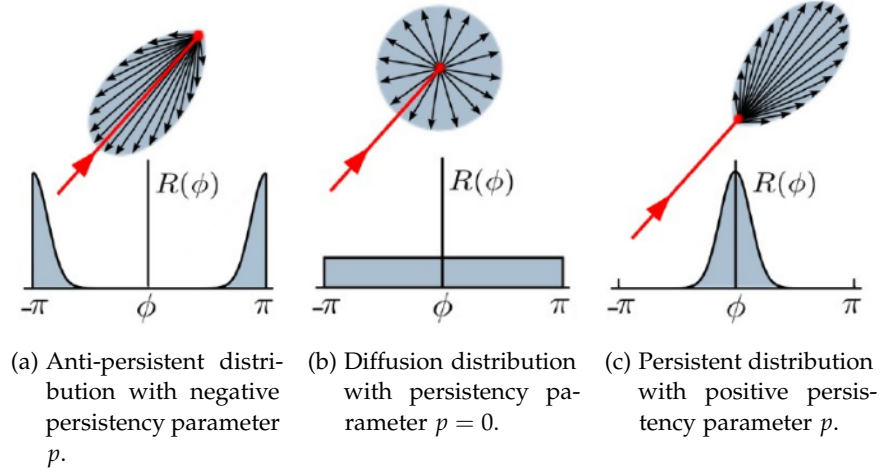 R(ϕ)
-π ϕ π
R(ϕ)
-π ϕ π
R(ϕ)
-π ϕ π
(a) Anti-persistent distri-
bution with negative
persistency parameter
p.
(b) Diffusion distribution
with persistency pa-
rameter p = 0.
(c) Persistent distribution
with positive persis-
tency parameter p.